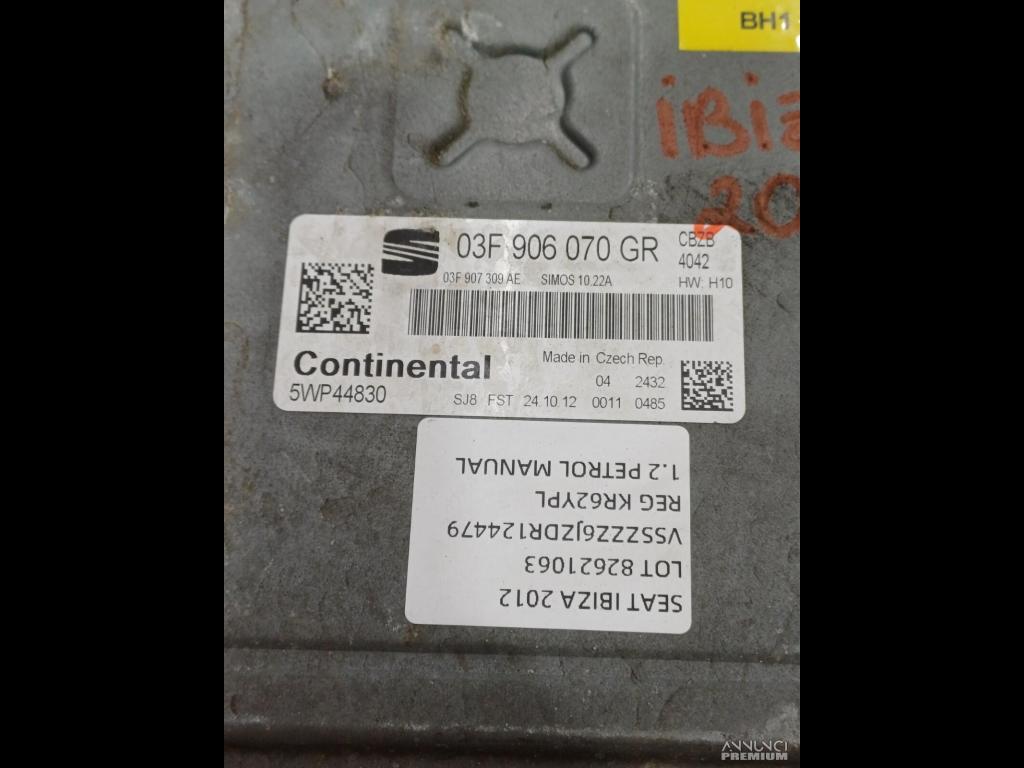 BH1
iBiz
20
03F 906 070 GR
CBZB
4042
03F 907 309 AE SIMOS 10.22A
HW: H10
Continental
Made in Czech Rep.
5WP44830
04 2432
SJ8 FST 24.10.12 0011 0485
SEAT IBIZA 2012
LOT 82621063
VSSZZZ6JZDR124479
REG KR62YPL
1.2 PETROL MANUAL
ANNUNCI
PREMIUM